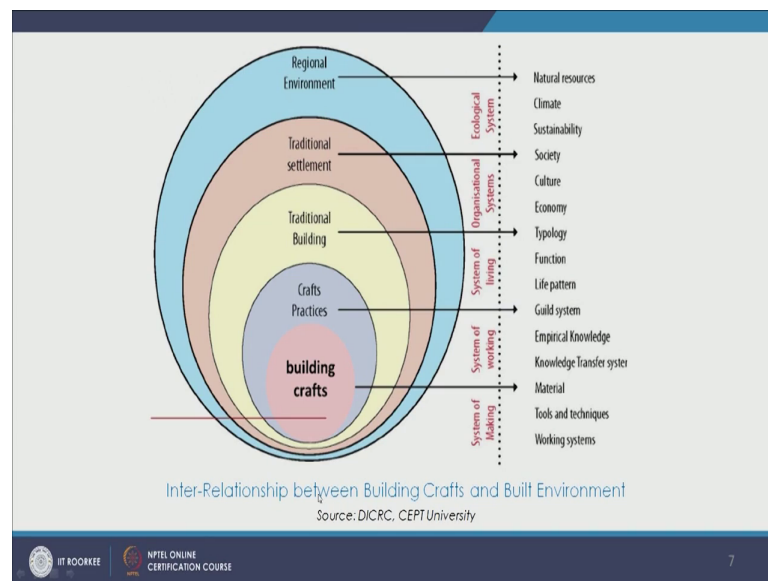 Regional
Environment
Traditional
settlement
Traditional
Building
Crafts
Practices
building
crafts
Ecological
System
Organisational
Systems
System of
living
System of
working
System of
Making
Natural resources
Climate
Sustainability
Society
Culture
Economy
Typology
Function
Life pattern
Guild system
Empirical Knowledge
Knowledge Transfer syster
Material
Tools and techniques
Working systems
Inter-Relationship between Building Crafts and Built Environment
Source: DICRC, CEPT University
IIT ROORKEE
NPTEL ONLINE
CERTIFICATION COURSE
7